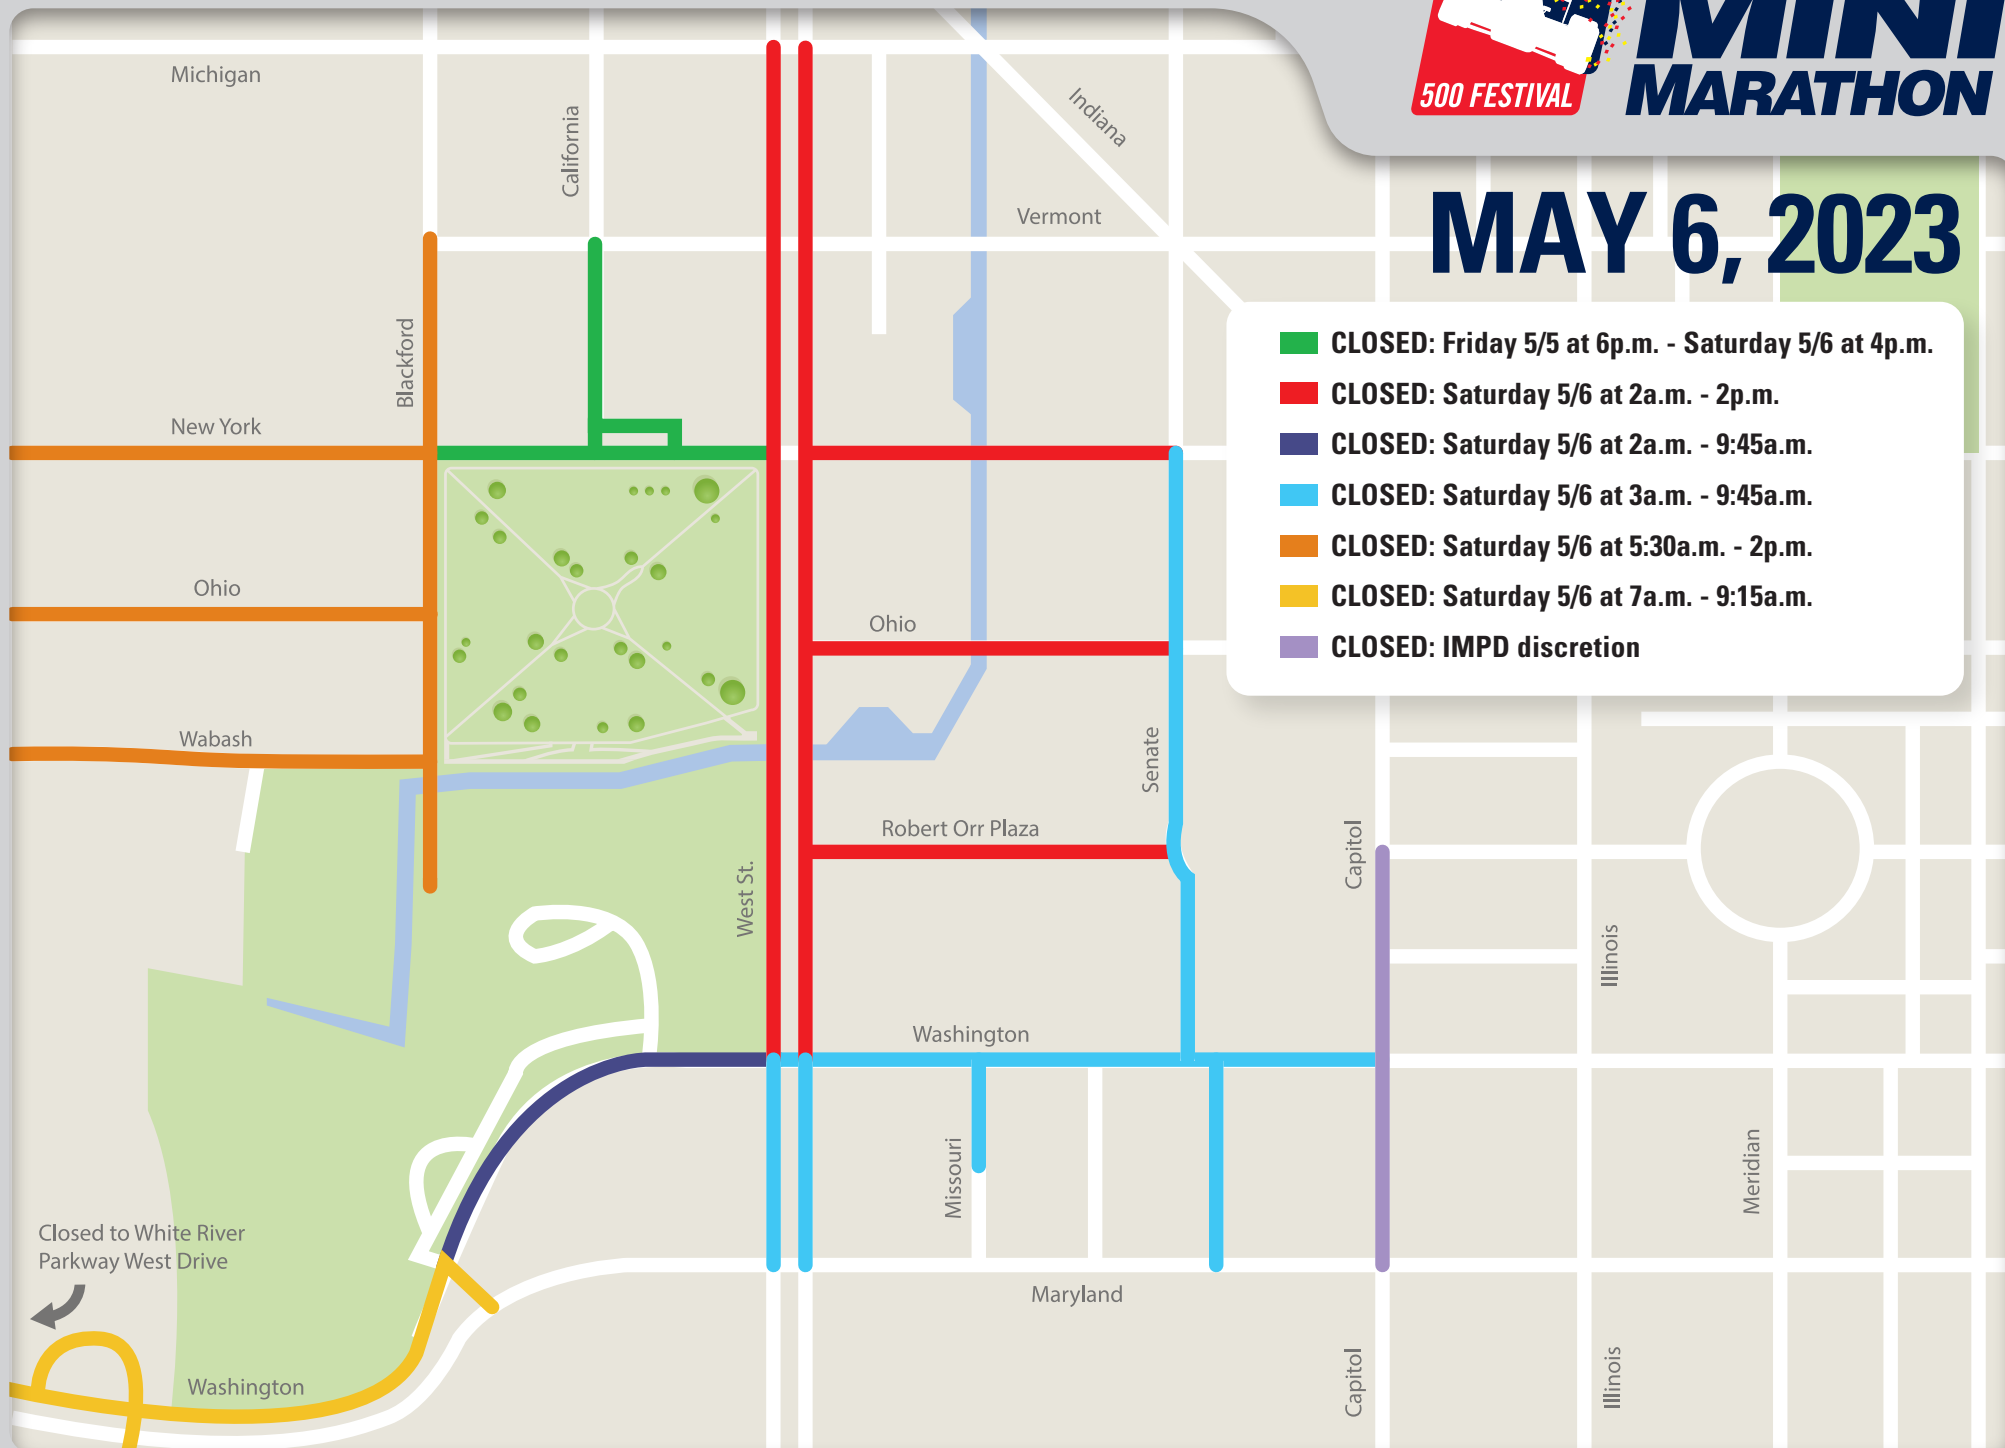 MINI
MARATHON
500 FESTIVAL
MAY 6, 2023
CLOSED: Friday 5/5 at 6p.m. - Saturday 5/6 at 4p.m.
CLOSED: Saturday 5/6 at 2a.m. - 2p.m.
CLOSED: Saturday 5/6 at 2a.m. - 9:45a.m.
CLOSED: Saturday 5/6 at 3a.m. - 9:45a.m.
CLOSED: Saturday 5/6 at 5:30a.m. - 2p.m.
CLOSED: Saturday 5/6 at 7a.m. - 9:15a.m.
CLOSED: IMPD discretion
Michigan
California
Indiana
Vermont
Blackford
New York
Ohio
Ohio
Wabash
Senate
Robert Orr Plaza
Capitol
West St.
Illinois
Washington
Missouri
Meridian
Closed to White River
Parkway West Drive
Maryland
Washington
Capitol
Illinois